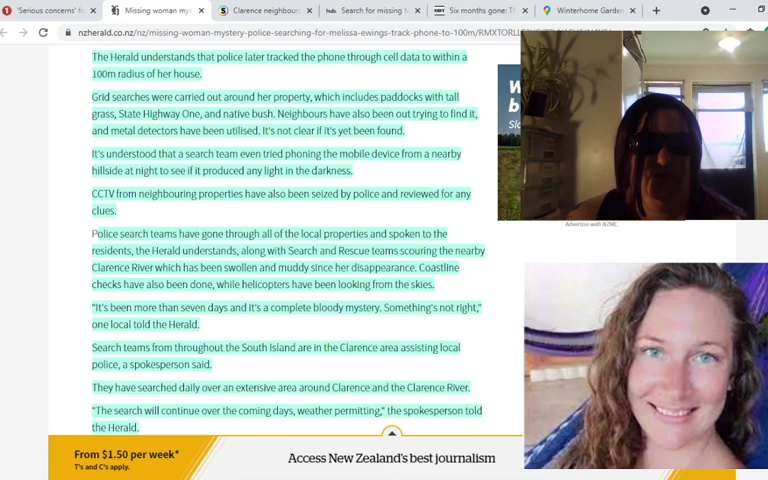 'Serious concerns' fo
Missing woman mys
Clarence neighbour
Search for missing M
Six months gone: Th
Winterhome Garden
nzherald.co.nz/nz/missing-woman-mystery-police-searching-for-melissa-ewings-track-phone-to-100m/
The Herald understands that police later tracked the phone through cell data to within a
100m radius of her house.
Grid searches were carried out around her property, which includes paddocks with tall
grass, State Highway One, and native bush. Neighbours have also been out trying to find it,
and metal detectors have been utilised. It's not clear if it's yet been found.
It's understood that a search team even tried phoning the mobile device from a nearby
hillside at night to see if it produced any light in the darkness.
CCTV from neighbouring properties have also been seized by police and reviewed for any
clues.
Police search teams have gone through all of the local properties and spoken to the
residents, the Herald understands, along with Search and Rescue teams scouring the nearby
Clarence River which has been swollen and muddy since her disappearance. Coastline
checks have also been done, while helicopters have been looking from the skies.
"It's been more than seven days and it's a complete bloody mystery. Something's not right,"
one local told the Herald.
Search teams from throughout the South Island are in the Clarence area assisting local
police, a spokesperson said.
They have searched daily over an extensive area around Clarence and the Clarence River.
"The search will continue over the coming days, weather permitting," the spokesperson told
the Herald.
Advertise with NZME.
From $1.50 per week*
T's and C's apply.
Access New Zealand's best journalism